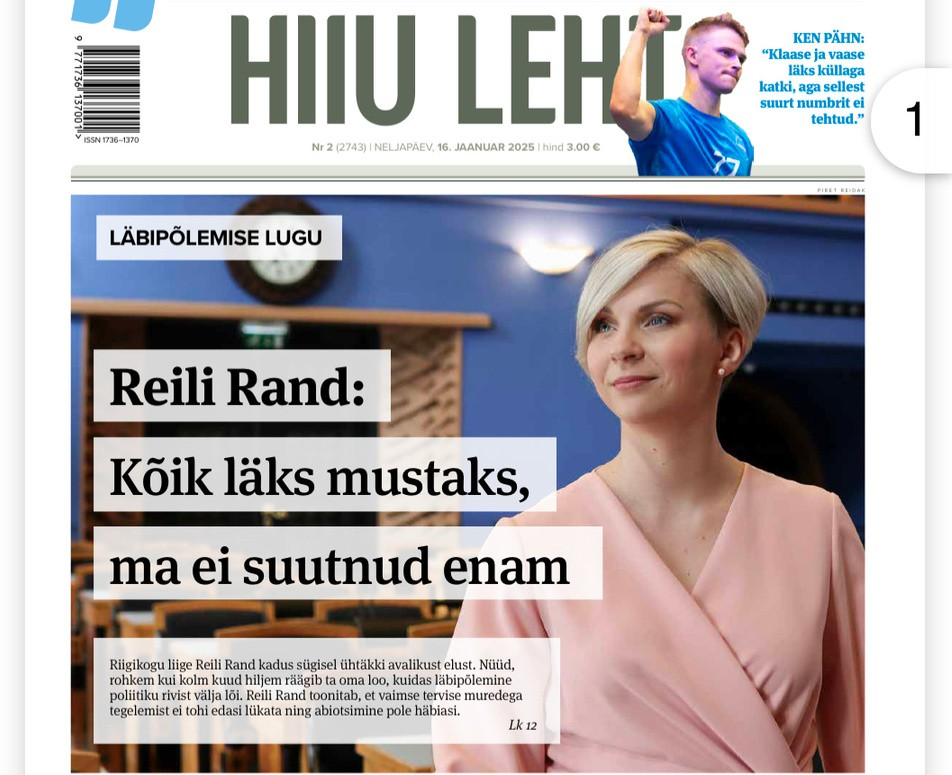 HIIU LEHT
KEN PÄHN:
“Klaase ja vaase
läks küllaga
katki, aga sellest
suurt numbrit ei
tehtud.”
1
9 771736 137001 >
ISSN 1736–1370
Nr 2 (2743) | NELJAPÄEV, 16. JAANUAR 2025 | hind 3.00 €
PIRET REIDAK
LÄBIPÕLEMISE LUGU
Reili Rand:
Kõik läks mustaks,
ma ei suutnud enam
Riigikogu liige Reili Rand kadus sügisel ühtäkki avalikust elust. Nüüd,
rohkem kui kolm kuud hiljem räägib ta oma loo, kuidas läbipõlemine
poliitiku rivist välja lõi. Reili Rand toonitab, et vaimse tervise muredega
tegelemist ei tohi edasi lükata ning abiotsimine pole häbiasi.
Lk 12